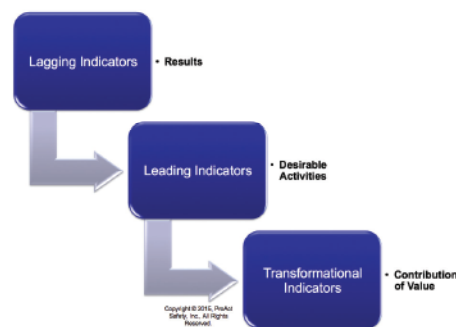 Lagging Indicators
• Results
Leading Indicators
• Desirable
Activities
Transformational
Indicators
• Contribution
of Value
Copyright © 2015, ProAct
Safety, Inc., All Rights
Reserved.